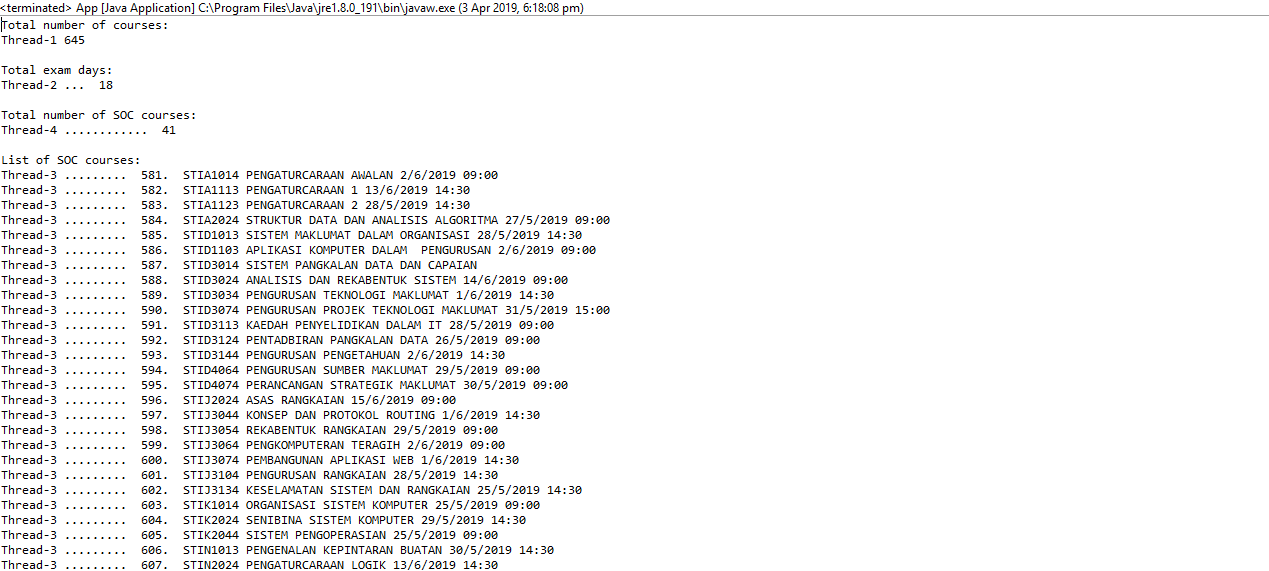 <terminated> App [Java Application] C:\Program Files\Java\jre1.8.0_191\bin\javaw.exe (3 Apr 2019, 6:18:08 pm)
Total number of courses:
Thread-1 645
Total exam days:
Thread-2 ...  18
Total number of SOC courses:
Thread-4 ............  41
List of SOC courses:
Thread-3 .........  581.  STIA1014 PENGATURCARAAN AWALAN 2/6/2019 09:00
Thread-3 .........  582.  STIA1113 PENGATURCARAAN 1 13/6/2019 14:30
Thread-3 .........  583.  STIA1123 PENGATURCARAAN 2 28/5/2019 14:30
Thread-3 .........  584.  STIA2024 STRUKTUR DATA DAN ANALISIS ALGORITMA 27/5/2019 09:00
Thread-3 .........  585.  STID1013 SISTEM MAKLUMAT DALAM ORGANISASI 28/5/2019 14:30
Thread-3 .........  586.  STID1103 APLIKASI KOMPUTER DALAM  PENGURUSAN 2/6/2019 09:00
Thread-3 .........  587.  STID3014 SISTEM PANGKALAN DATA DAN CAPAIAN
Thread-3 .........  588.  STID3024 ANALISIS DAN REKABENTUK SISTEM 14/6/2019 09:00
Thread-3 .........  589.  STID3034 PENGURUSAN TEKNOLOGI MAKLUMAT 1/6/2019 14:30
Thread-3 .........  590.  STID3074 PENGURUSAN PROJEK TEKNOLOGI MAKLUMAT 31/5/2019 15:00
Thread-3 .........  591.  STID3113 KAEDAH PENYELIDIKAN DALAM IT 28/5/2019 09:00
Thread-3 .........  592.  STID3124 PENTADBIRAN PANGKALAN DATA 26/5/2019 09:00
Thread-3 .........  593.  STID3144 PENGURUSAN PENGETAHUAN 2/6/2019 14:30
Thread-3 .........  594.  STID4064 PENGURUSAN SUMBER MAKLUMAT 29/5/2019 09:00
Thread-3 .........  595.  STID4074 PERANCANGAN STRATEGIK MAKLUMAT 30/5/2019 09:00
Thread-3 .........  596.  STIJ2024 ASAS RANGKAIAN 15/6/2019 09:00
Thread-3 .........  597.  STIJ3044 KONSEP DAN PROTOKOL ROUTING 1/6/2019 14:30
Thread-3 .........  598.  STIJ3054 REKABENTUK RANGKAIAN 29/5/2019 09:00
Thread-3 .........  599.  STIJ3064 PENGKOMPUTERAN TERAGIH 2/6/2019 09:00
Thread-3 .........  600.  STIJ3074 PEMBANGUNAN APLIKASI WEB 1/6/2019 14:30
Thread-3 .........  601.  STIJ3104 PENGURUSAN RANGKAIAN 28/5/2019 14:30
Thread-3 .........  602.  STIJ3134 KESELAMATAN SISTEM DAN RANGKAIAN 25/5/2019 14:30
Thread-3 .........  603.  STIK1014 ORGANISASI SISTEM KOMPUTER 25/5/2019 09:00
Thread-3 .........  604.  STIK2024 SENIBINA SISTEM KOMPUTER 29/5/2019 14:30
Thread-3 .........  605.  STIK2044 SISTEM PENGOPERASIAN 25/5/2019 09:00
Thread-3 .........  606.  STIN1013 PENGENALAN KEPINTARAN BUATAN 30/5/2019 14:30
Thread-3 .........  607.  STIN2024 PENGATURCARAAN LOGIK 13/6/2019 14:30